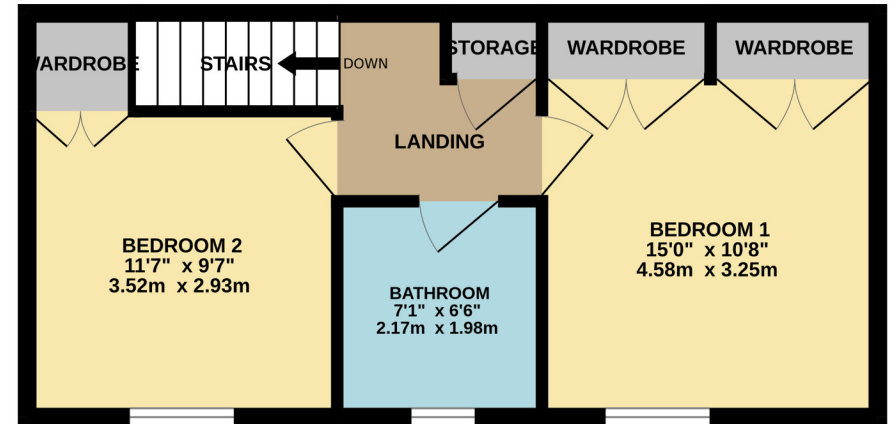 WARDROBE
STAIRS
DOWN
STORAGE
WARDROBE
WARDROBE
LANDING
BEDROOM 2
11'7" x 9'7"
3.52m x 2.93m
BATHROOM
7'1" x 6'6"
2.17m x 1.98m
BEDROOM 1
15'0" x 10'8"
4.58m x 3.25m